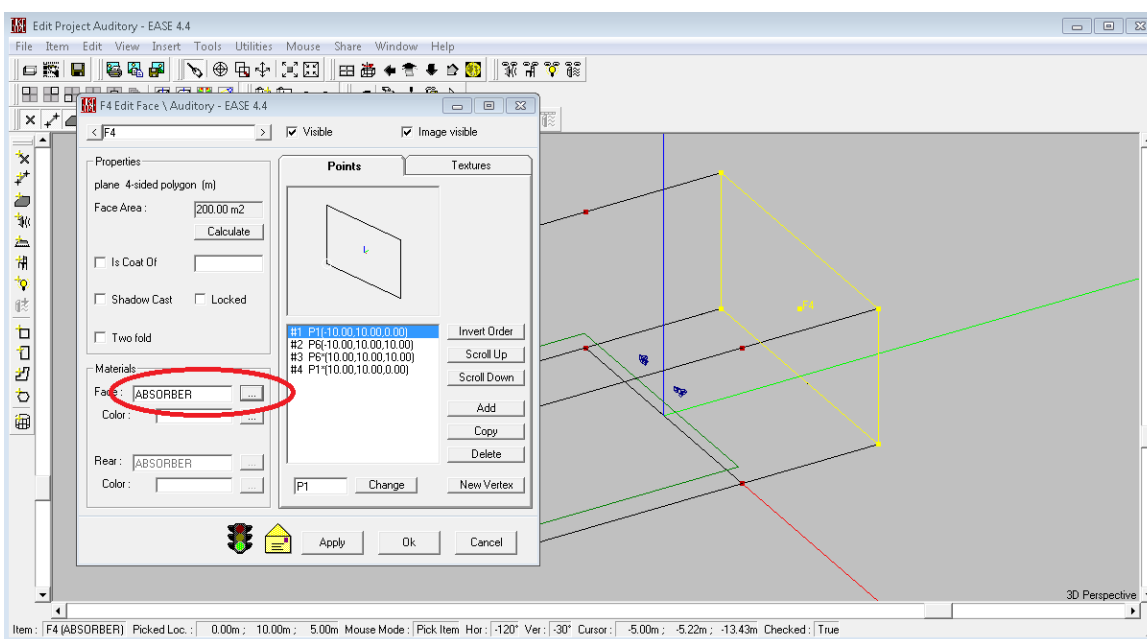 Edit Project Auditory - EASE 4.4
File Item Edit View Insert Tools Utilities Mouse Share Window Help
F4 Edit Face \ Auditory - EASE 4.4
F4
Visible
Image visible
Properties
plane 4-sided polygon (m)
Face Area :
200.00 m2
Calculate
Is Coat Of
Shadow Cast
Locked
Two fold
Materials
Face :
ABSORBER
...
Color :
...
Rear :
ABSORBER
...
Color :
...
Points
Textures
#1 P1(-10.00,10.00,0.00)
#2 P6(-10.00,10.00,10.00)
#3 P6*(10.00,10.00,10.00)
#4 P1*(10.00,10.00,0.00)
Invert Order
Scroll Up
Scroll Down
Add
Copy
Delete
P1
Change
New Vertex
Apply
Ok
Cancel
F4
3D Perspective
Item : F4 (ABSORBER) Picked Loc. : 0.00m ; 10.00m ; 5.00m Mouse Mode : Pick Item Hor : -120° Ver : -30° Cursor : -5.00m ; -5.22m ; -13.43m Checked : True